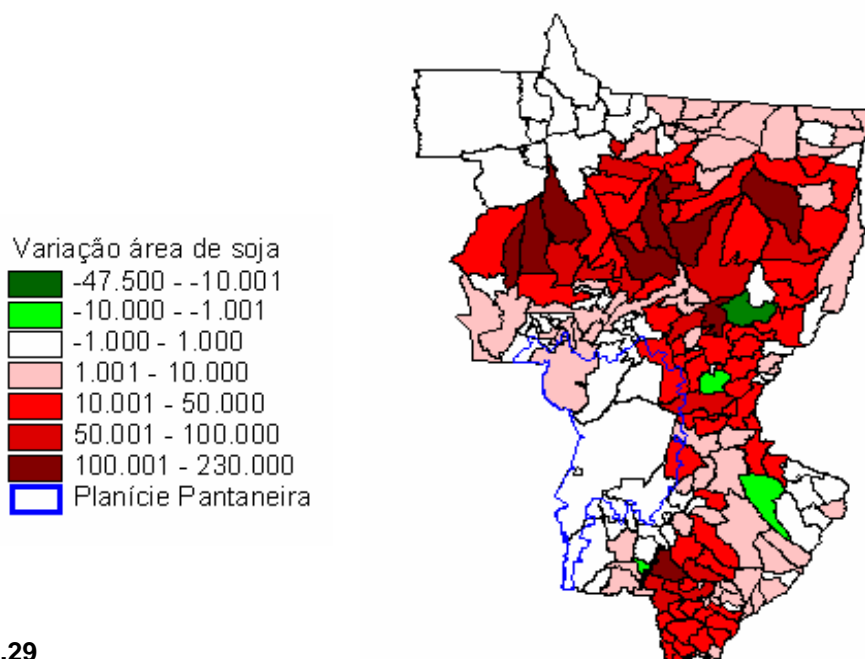 Variação área de soja
-47.500 - -10.001
-10.000 - -1.001
-1.000 - 1.000
1.001 - 10.000
10.001 - 50.000
50.001 - 100.000
100.001 - 230.000
Planície Pantaneira
.29